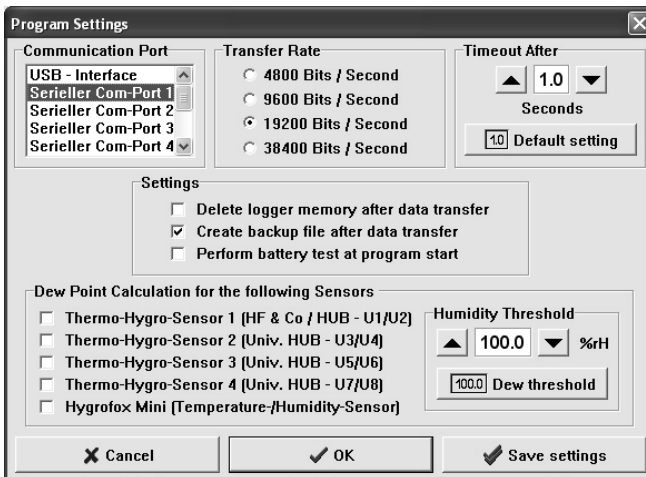 Program Settings
Communication Port
USB - Interface
Serieller Com-Port 1
Serieller Com-Port 2
Serieller Com-Port 3
Serieller Com-Port 4
Transfer Rate
4800 Bits / Second
9600 Bits / Second
19200 Bits / Second
38400 Bits / Second
Timeout After
1.0
Seconds
1.0 Default setting
Settings
Delete logger memory after data transfer
Create backup file after data transfer
Perform battery test at program start
Dew Point Calculation for the following Sensors
Thermo-Hygro-Sensor 1 (HF & Co / HUB - U1/U2)
Thermo-Hygro-Sensor 2 (Univ. HUB - U3/U4)
Thermo-Hygro-Sensor 3 (Univ. HUB - U5/U6)
Thermo-Hygro-Sensor 4 (Univ. HUB - U7/U8)
Hygrofox Mini (Temperature-/Humidity-Sensor)
Humidity Threshold
100.0 %rH
100.0 Dew threshold
Cancel
OK
Save settings